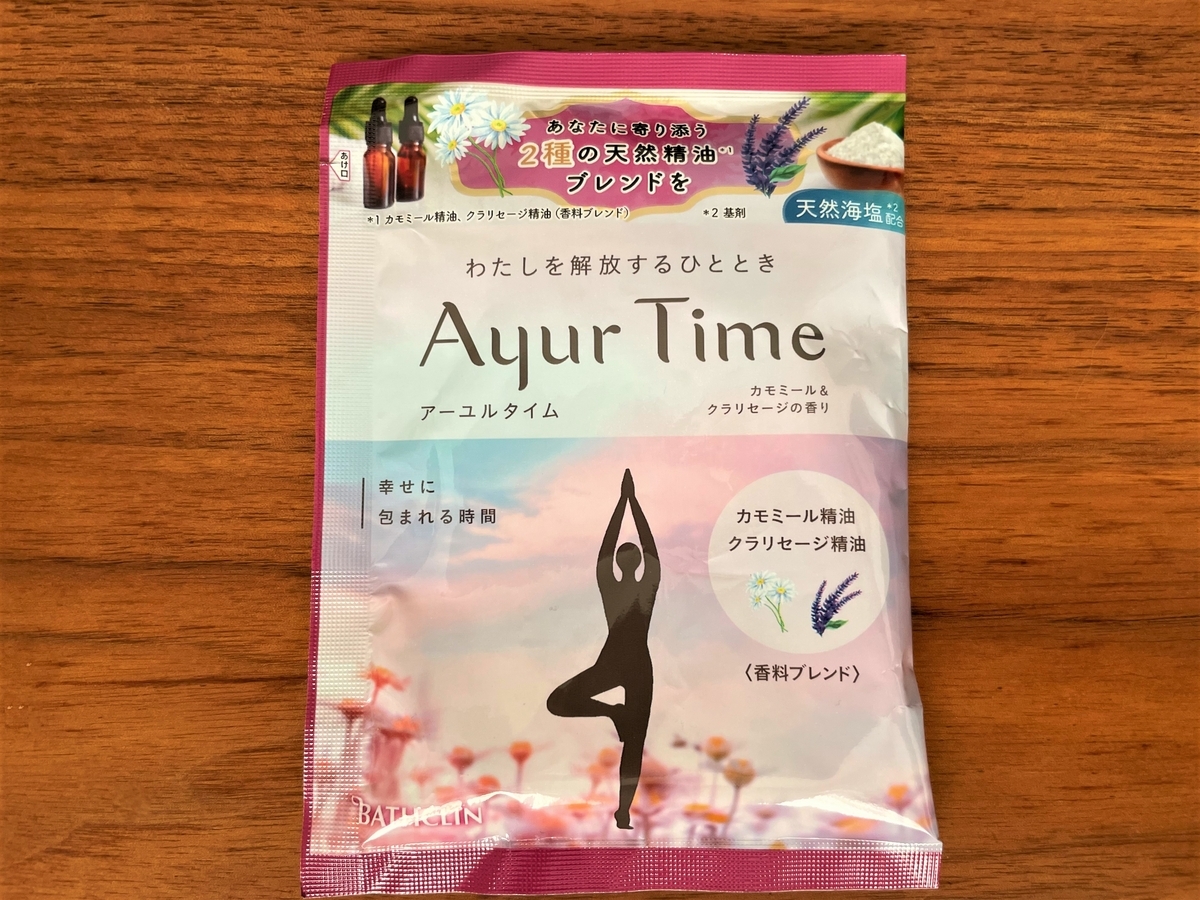 あけ口
あなたに寄り添う
2種の天然精油*1
ブレンドを
*1 カモミール精油、クラリセージ精油(香料ブレンド)
*2 基剤
天然海塩*2配合
わたしを解放するひととき
Ayur Time
アーユルタイム
カモミール&
クラリセージの香り
幸せに
包まれる時間
カモミール精油
クラリセージ精油
〈香料ブレンド〉
BATHCLIN